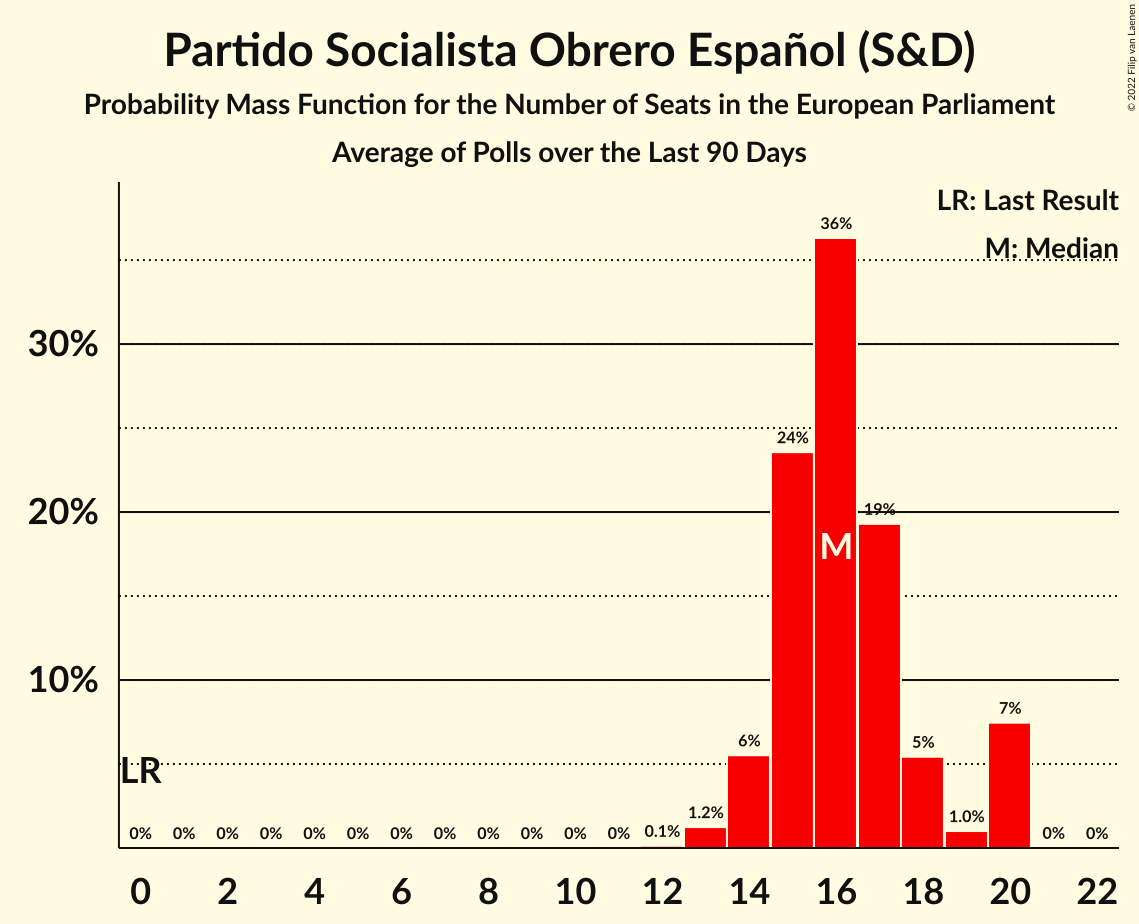 Partido Socialista Obrero Español (S&D)
Probability Mass Function for the Number of Seats in the European Parliament
Average of Polls over the Last 90 Days
© 2022 Filip van Laenen
LR: Last Result
M: Median
36%
30%
24%
20%
19%
M
10%
7%
6%
5%
LR
1.2%
1.0%
0% 0% 0% 0% 0% 0% 0% 0% 0% 0% 0% 0% 0.1% 0% 0%
0 2 4 6 8 10 12 14 16 18 20 22